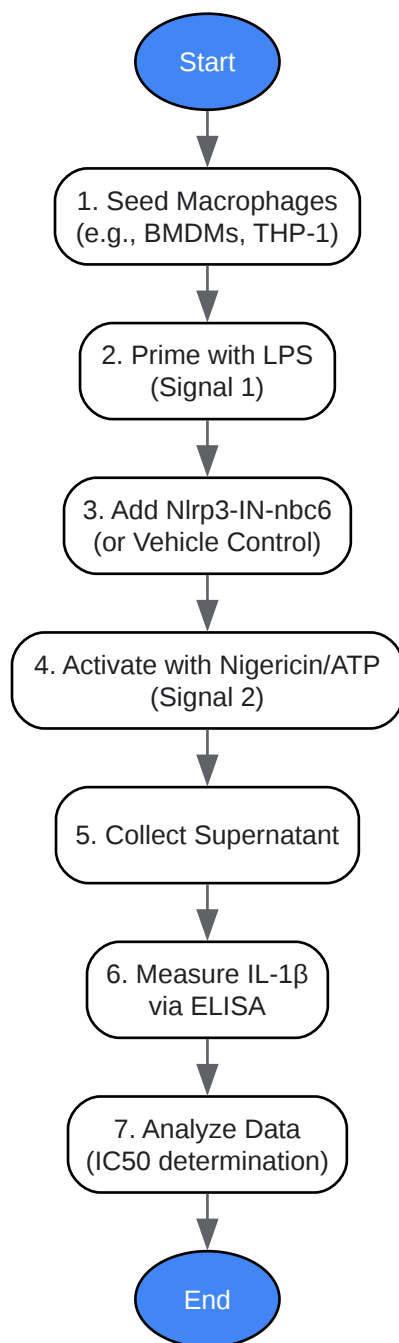 Start
1. Seed Macrophages
(e.g., BMDMs, THP-1)
2. Prime with LPS
(Signal 1)
3. Add Nlrp3-IN-nbc6
(or Vehicle Control)
4. Activate with Nigericin/ATP
(Signal 2)
5. Collect Supernatant
6. Measure IL-1β
via ELISA
7. Analyze Data
(IC50 determination)
End